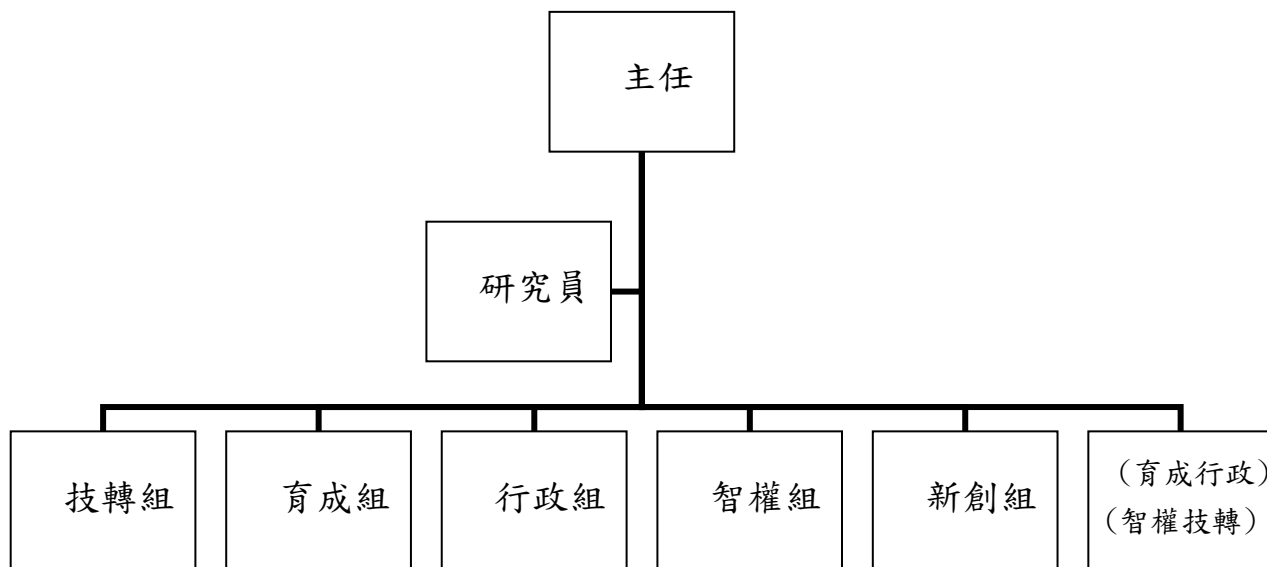 主任
研究員
技轉組
育成組
行政組
智權組
新創組
（育成行政）
（智權技轉）